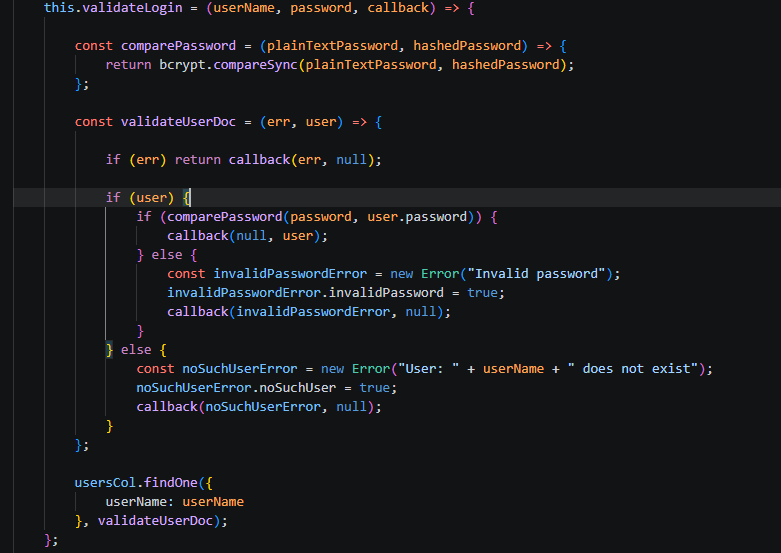 this.validateLogin = (userName, password, callback) => {
const comparePassword = (plainTextPassword, hashedPassword) => {
return bcrypt.compareSync(plainTextPassword, hashedPassword);
};
const validateUserDoc = (err, user) => {
if (err) return callback(err, null);
if (user) {
if (comparePassword(password, user.password)) {
callback(null, user);
} else {
const invalidPasswordError = new Error("Invalid password");
invalidPasswordError.invalidPassword = true;
callback(invalidPasswordError, null);
}
} else {
const noSuchUserError = new Error("User: " + userName + " does not exist");
noSuchUserError.noSuchUser = true;
callback(noSuchUserError, null);
}
};
usersCol.findOne({
userName: userName
}, validateUserDoc);
};